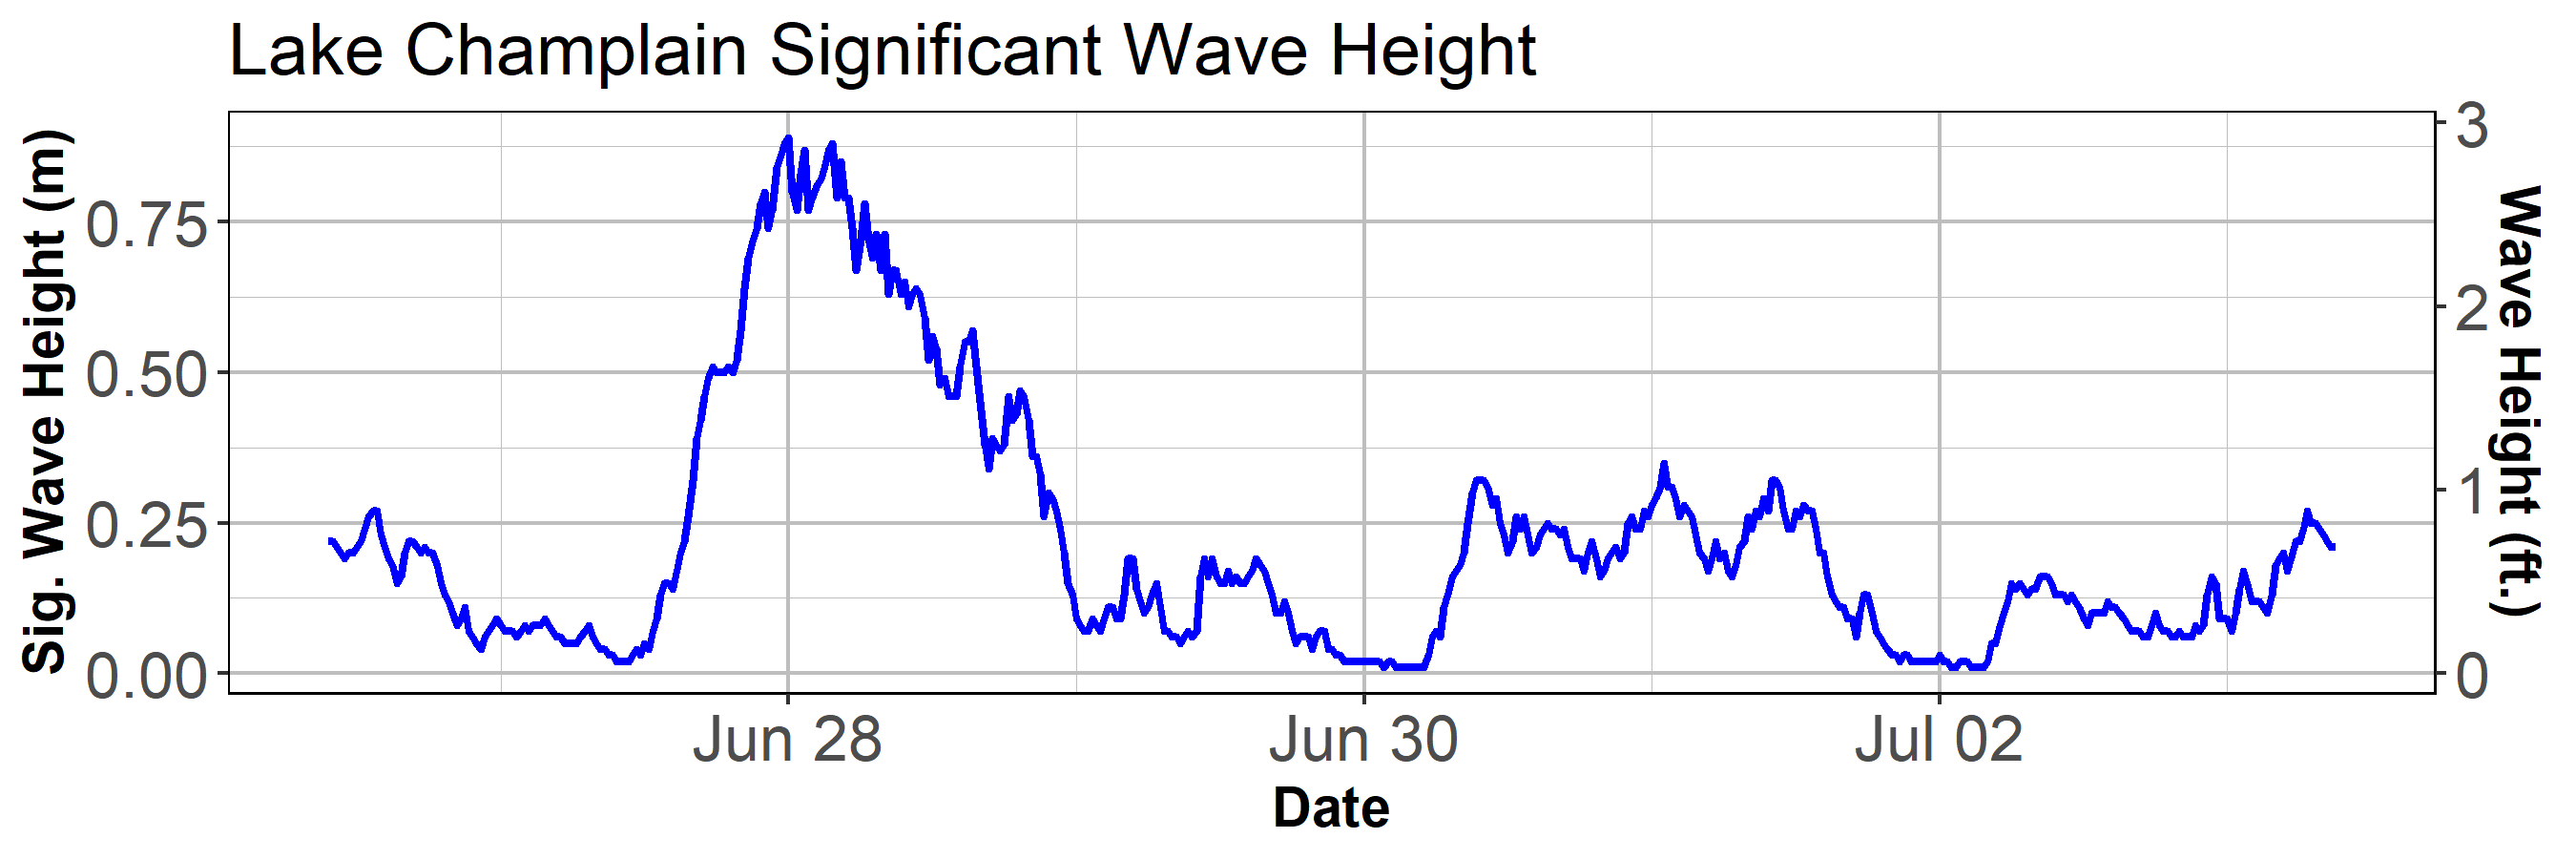 Lake Champlain Significant Wave Height
Sig. Wave Height (m)
0.75
0.50
0.25
0.00
3
2
1
0
Wave Height (ft.)
Jun 28
Jun 30
Jul 02
Date